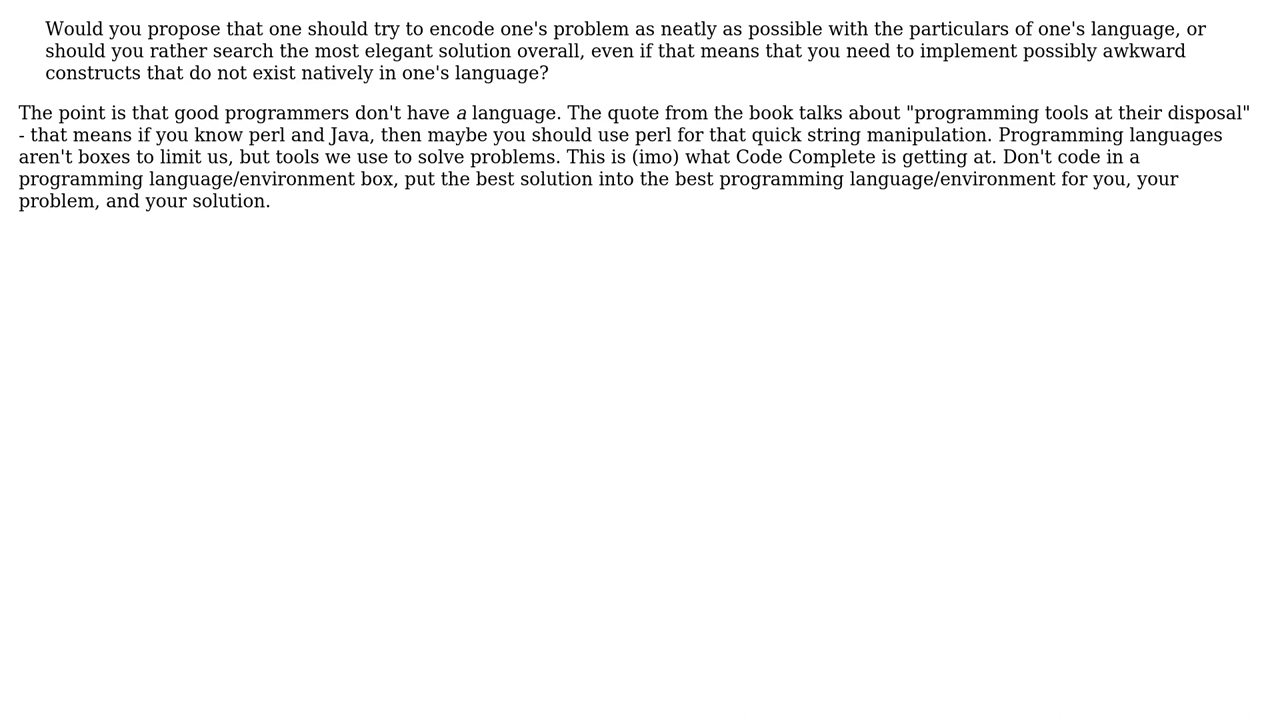 Would you propose that one should try to encode one's problem as neatly as possible with the particulars of one's language, or
should you rather search the most elegant solution overall, even if that means that you need to implement possibly awkward
constructs that do not exist natively in one's language?
The point is that good programmers don't have a language. The quote from the book talks about "programming tools at their disposal"
- that means if you know perl and Java, then maybe you should use perl for that quick string manipulation. Programming languages
aren't boxes to limit us, but tools we use to solve problems. This is (imo) what Code Complete is getting at. Don't code in a
programming language/environment box, put the best solution into the best programming language/environment for you, your
problem, and your solution.